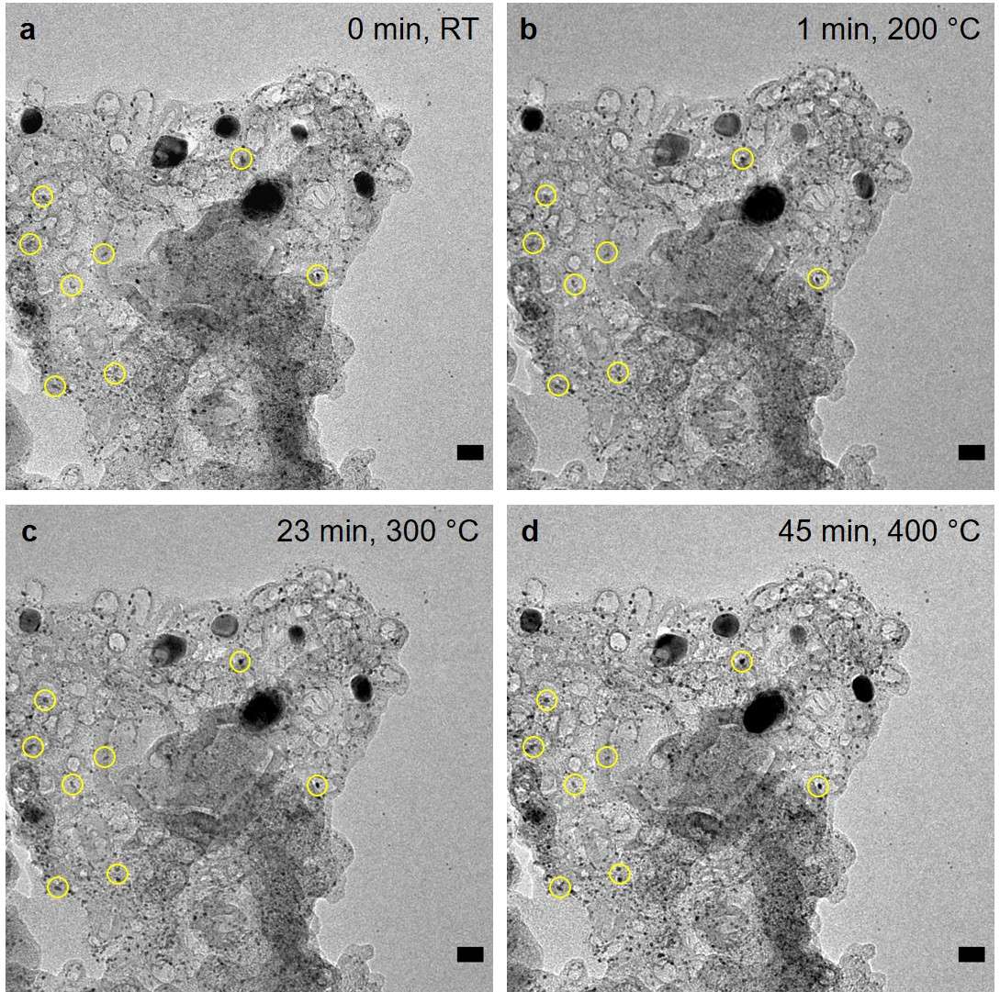 a 0 min, RT
b 1 min, 200 °C
c 23 min, 300 °C
d 45 min, 400 °C